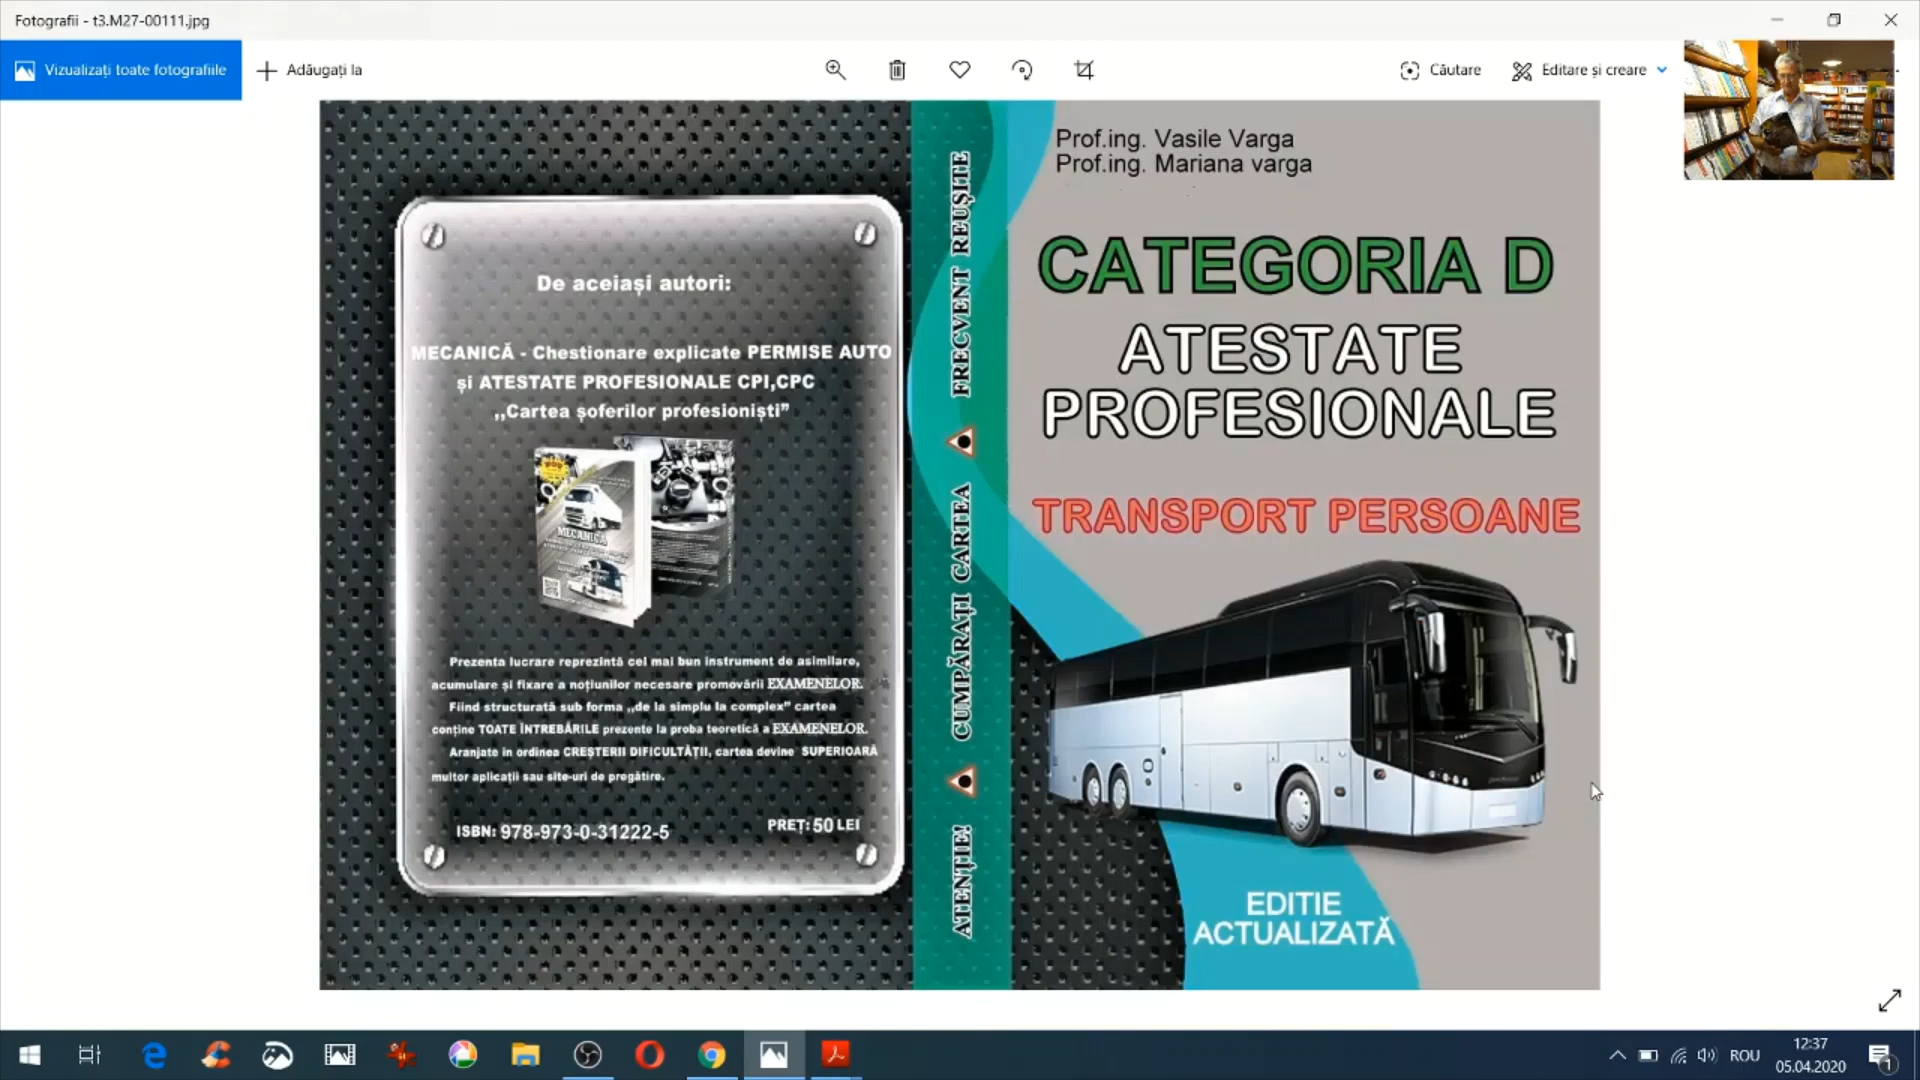 Fotografii - t3.M27-00111.jpg
Vizualizați toate fotografiile
Adăugați la
Căutare
Editare și creare
De aceiași autori:
MECANICĂ - Chestionare explicate PERMISE AUTO
și ATESTATE PROFESIONALE CPI,CPC
,,Cartea șoferilor profesioniști”
MECANICA
Prezenta lucrare reprezintă cel mai bun instrument de asimilare,
acumulare și fixare a noțiunilor necesare promovării EXAMENELOR.
Fiind structurată sub forma ,,de la simplu la complex” cartea
conține TOATE ÎNTREBĂRILE prezente la proba teoretică a EXAMENELOR.
Aranjate in ordinea CREȘTERII DIFICULTĂȚII, cartea devine SUPERIOARĂ
multor aplicații sau site-uri de pregătire.
ISBN: 978-973-0-31222-5
PREȚ: 50 LEI
ATENȚIE! CUMPĂRAȚI CARTEA FRECVENT REUȘITE
Prof.ing. Vasile Varga
Prof.ing. Mariana varga
CATEGORIA D
ATESTATE
PROFESIONALE
TRANSPORT PERSOANE
EDITIE
ACTUALIZATĂ
ROU
12:37
05.04.2020
1